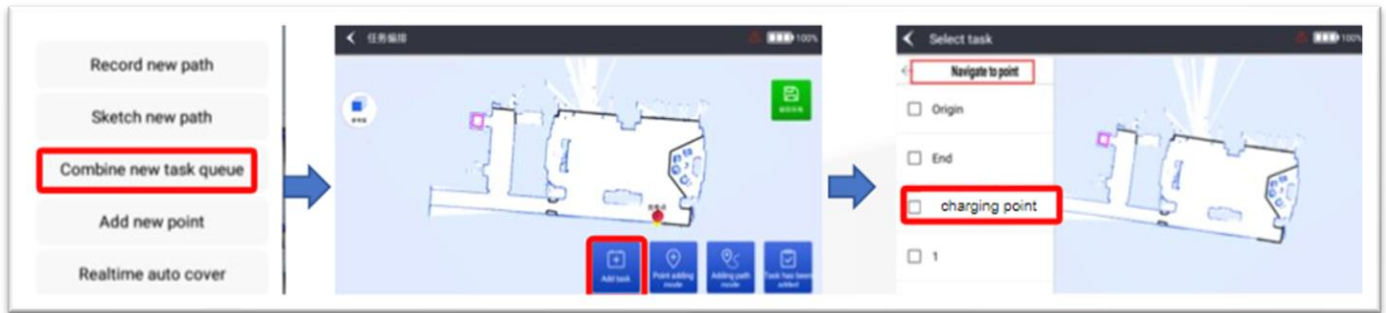 Record new path
Sketch new path
Combine new task queue
Add new point
Realtime auto cover
任务编排
100%
Add task
Point adding
mode
Adding path
mode
Task has been
added
Select task
100%
Navigate to point
Origin
End
charging point
1